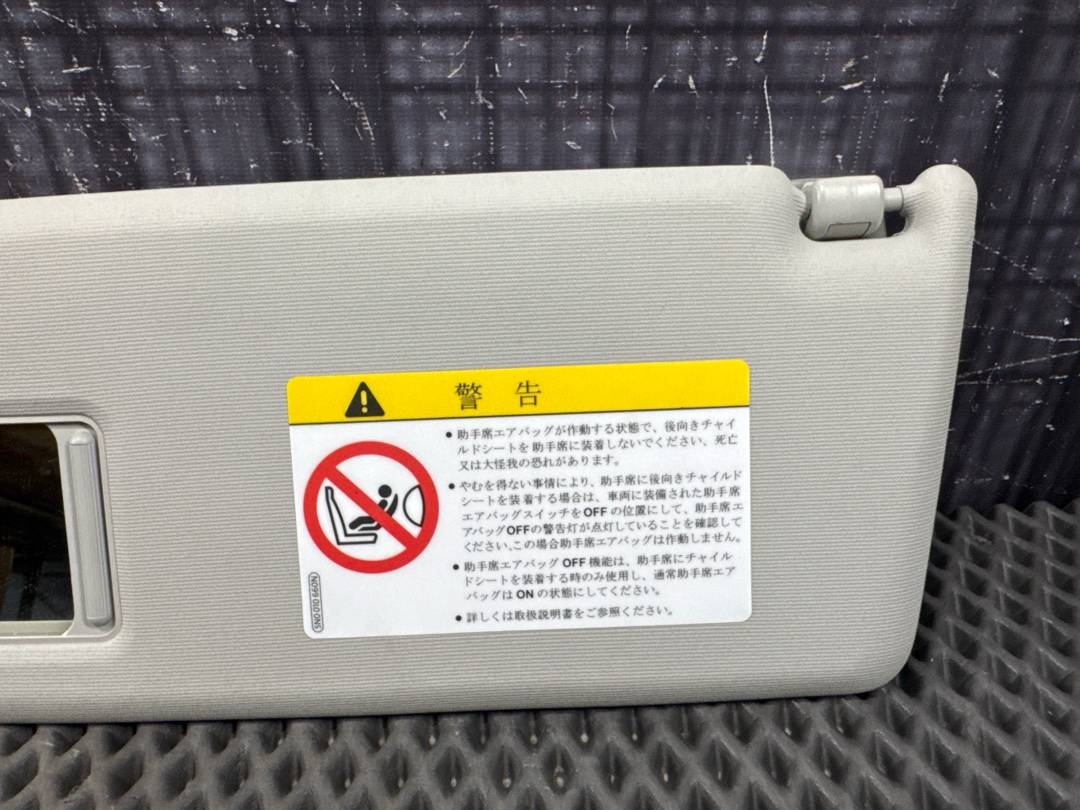 警告
● 助手席エアバッグが作動する状態で、後向きチャイ
ルドシートを助手席に装着しないでください、死亡
又は大怪我の恐れがあります。
● やむを得ない事情により、助手席に後向きチャイルド
シートを装着する場合は、車両に装備された助手席
エアバッグスイッチをOFF の位置にして、助手席エ
アバッグOFFの警告灯が点灯していることを確認して
ください、この場合助手席エアバッグは作動しません。
● 助手席エアバッグ OFF 機能は、助手席にチャイル
ドシートを装着する時のみ使用し、通常助手席エア
バッグは ON の状態にしてください。
● 詳しくは取扱説明書をご参照ください。
5N0 010 660N